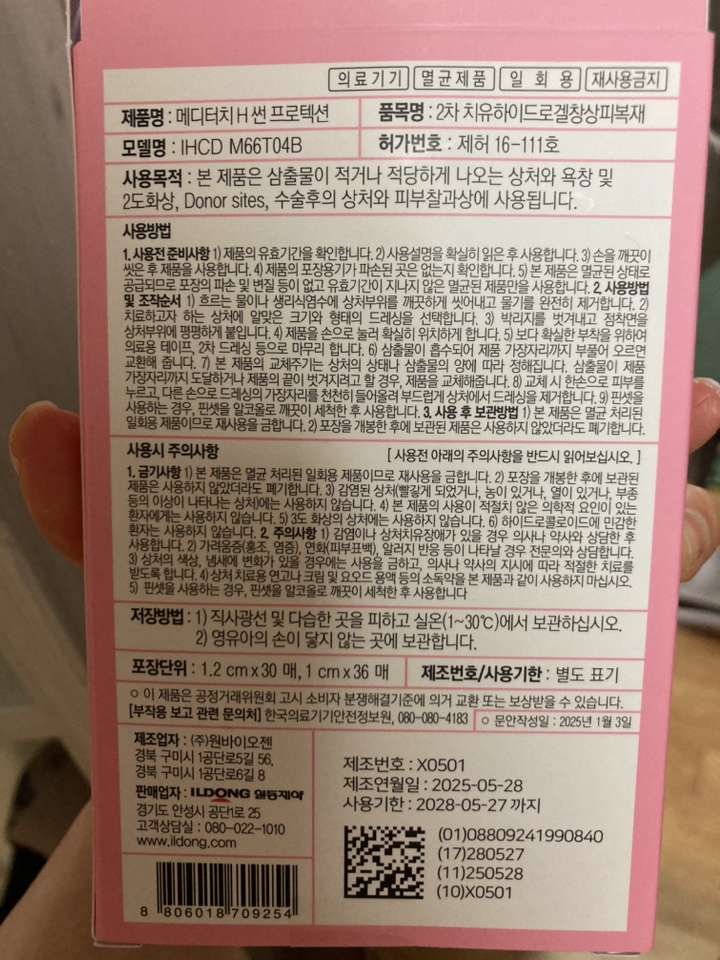 의료기기 멸균제품 일 회 용 재사용금지
제품명 : 메디터치 H 썬 프로텍션
품목명 : 2차 치유하이드로겔창상피복재
모델명 : IHCD M66T04B
허가번호 : 제허 16-111호
사용목적 : 본 제품은 삼출물이 적거나 적당하게 나오는 상처와 욕창 및
2도화상, Donor sites, 수술후의 상처와 피부찰과상에 사용됩니다.
사용방법
1. 사용전 준비사항 1) 제품의 유효기간을 확인합니다. 2) 사용설명을 확실히 읽은 후 사용합니다. 3) 손을 깨끗이
씻은 후 제품을 사용합니다. 4) 제품의 포장용기가 파손된 곳은 없는지 확인합니다. 5) 본 제품은 멸균된 상태로
공급되므로 포장의 파손 및 변질 등이 없고 유효기간이 지나지 않은 멸균된 제품만을 사용합니다. 2. 사용방법
및 조작순서 1) 흐르는 물이나 생리식염수에 상처부위를 깨끗하게 씻어내고 물기를 완전히 제거합니다. 2)
치료하고자 하는 상처에 알맞은 크기와 형태의 드레싱을 선택합니다. 3) 박리지를 벗겨내고 점착면을
상처부위에 평평하게 붙입니다. 4) 제품을 손으로 눌러 확실히 위치하게 합니다. 5) 보다 확실한 부착을 위하여
의료용 테이프, 2차 드레싱 등으로 마무리 합니다. 6) 삼출물이 흡수되어 제품 가장자리까지 부풀어 오르면
교환해 줍니다. 7) 본 제품의 교체주기는 상처의 상태나 삼출물의 양에 따라 정해집니다. 삼출물이 제품
가장자리까지 도달하거나 제품의 끝이 벗겨지려고 할 경우, 제품을 교체해줍니다. 8) 교체 시 한손으로 피부를
누르고, 다른 손으로 드레싱의 가장자리를 천천히 들어올려 부드럽게 상처에서 드레싱을 제거합니다. 9) 핀셋을
사용하는 경우, 핀셋을 알코올로 깨끗이 세척한 후 사용합니다. 3. 사용 후 보관방법 1) 본 제품은 멸균 처리된
일회용 제품이므로 재사용을 금합니다. 2) 포장을 개봉한 후에 보관된 제품은 사용하지 않았더라도 폐기합니다.
사용시 주의사항 [ 사용전 아래의 주의사항을 반드시 읽어보십시오. ]
1. 금기사항 1) 본 제품은 멸균 처리된 일회용 제품이므로 재사용을 금합니다. 2) 포장을 개봉한 후에 보관된
제품은 사용하지 않았더라도 폐기합니다. 3) 감염된 상처(빨갛게 되었거나, 농이 있거나, 열이 있거나, 부종
등의 이상이 나타나는 상처)에는 사용하지 않습니다. 4) 본 제품의 사용이 적절치 않은 의학적 요인이 있는
환자에게는 사용하지 않습니다. 5) 3도 화상의 상처에는 사용하지 않습니다. 6) 하이드로콜로이드에 민감한
환자는 사용하지 않습니다. 2. 주의사항 1) 감염이나 상처치유장애가 있을 경우 의사나 약사와 상담한 후
사용합니다. 2) 가려움증(홍조, 염증), 연화(피부표백), 알러지 반응 등이 나타날 경우 전문의와 상담합니다.
3) 상처의 색상, 냄새에 변화가 있을 경우에는 사용을 금하고, 의사나 약사의 지시에 따라 적절한 치료를
받도록 합니다. 4) 상처 치료용 연고나 크림 및 요오드 용액 등의 소독약을 본 제품과 같이 사용하지 마십시오.
5) 핀셋을 사용하는 경우, 핀셋을 알코올로 깨끗이 세척한 후 사용합니다
저장방법 : 1) 직사광선 및 다습한 곳을 피하고 실온(1~30℃)에서 보관하십시오.
2) 영유아의 손이 닿지 않는 곳에 보관합니다.
포장단위 : 1.2 cm x 30 매, 1 cm x 36 매
제조번호/사용기한 : 별도 표기
○ 이 제품은 공정거래위원회 고시 소비자 분쟁해결기준에 의거 교환 또는 보상받을 수 있습니다.
[부작용 보고 관련 문의처] 한국의료기기안전정보원, 080-080-4183
○ 문안작성일 : 2025년 1월 3일
제조업자 : (주)원바이오젠
경북 구미시 1공단로5길 56,
경북 구미시 1공단로6길 8
판매업자 : ILDONG 일동제약
경기도 안성시 공단1로 25
고객상담실 : 080-022-1010
www.ildong.com
8 806018 709254
제조번호 : X0501
제조연월일 : 2025-05-28
사용기한 : 2028-05-27 까지
(01)08809241990840
(17)280527
(11)250528
(10)X0501